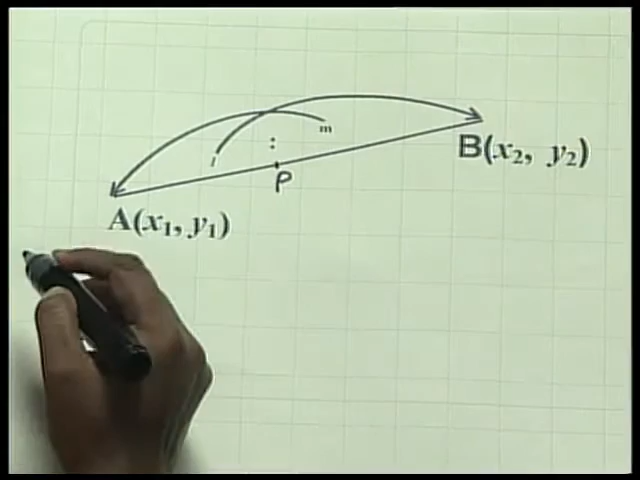 m
l :
P
B(x₂, y₂)
A(x₁, y₁)